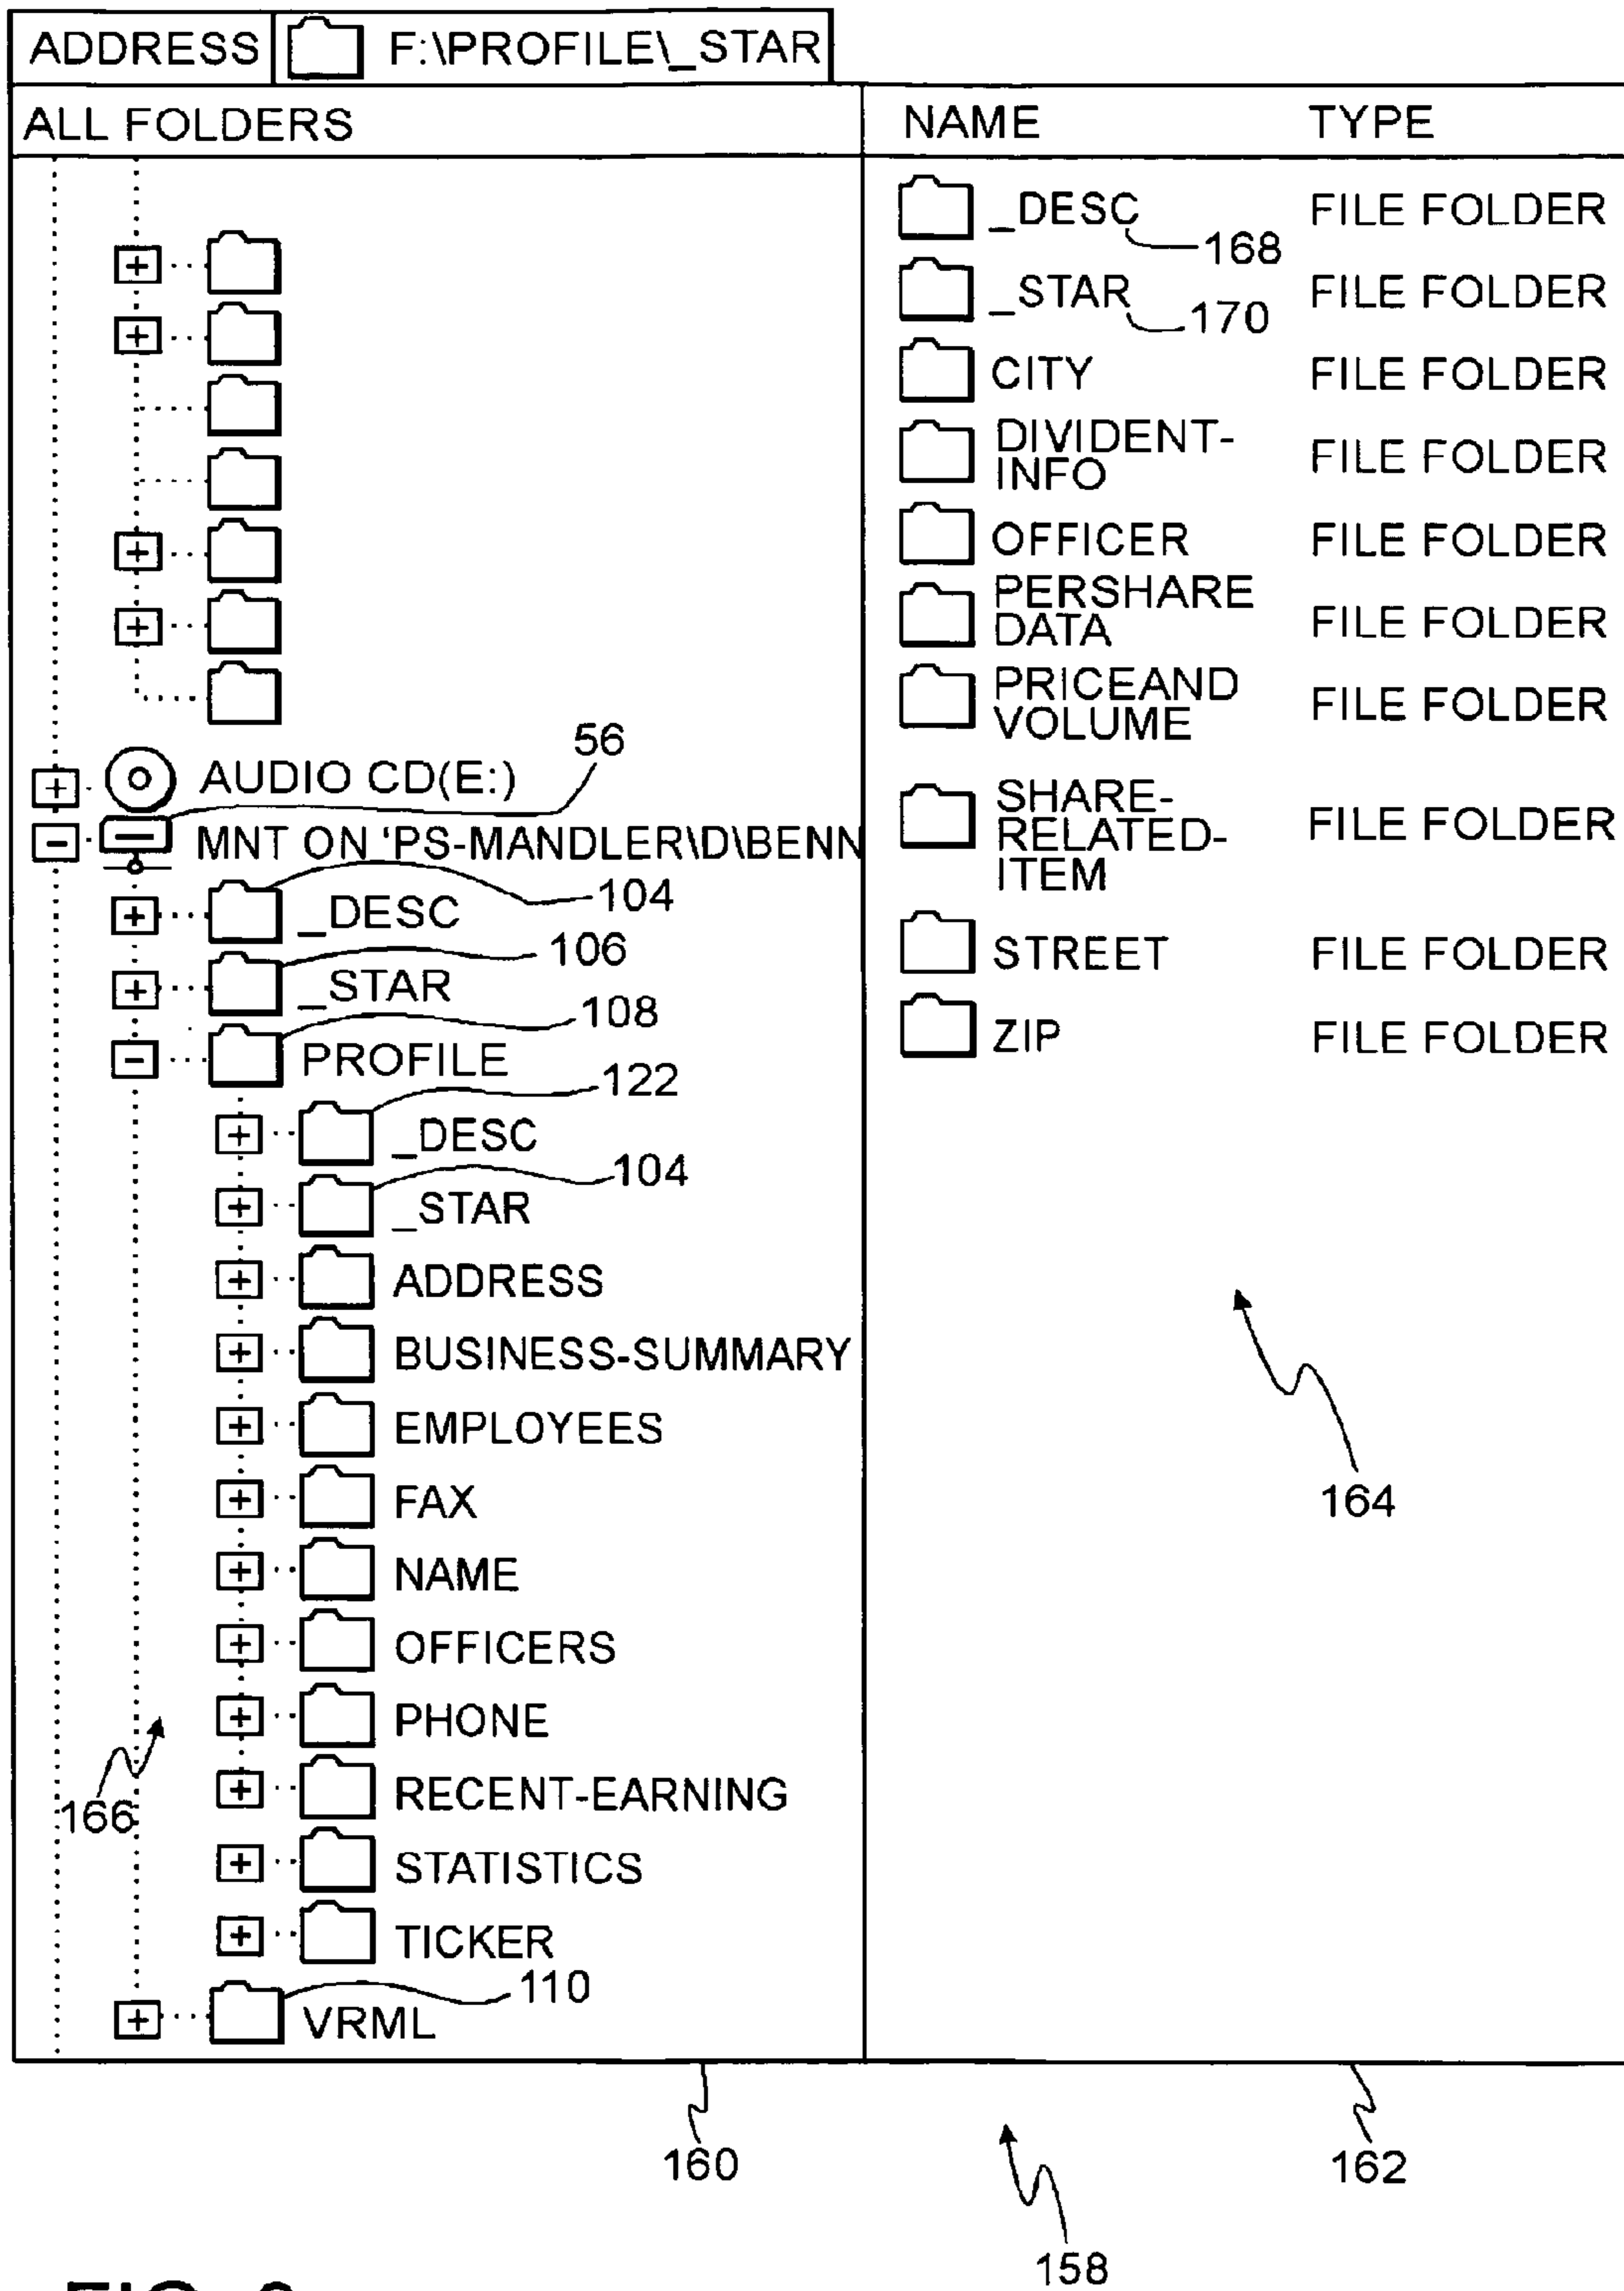 ADDRESS F:\PROFILE\_STAR
ALL FOLDERS
NAME TYPE
_DESC FILE FOLDER
168
_STAR FILE FOLDER
170
CITY FILE FOLDER
DIVIDENT-
INFO FILE FOLDER
OFFICER FILE FOLDER
PERSHARE
DATA FILE FOLDER
PRICEAND
VOLUME FILE FOLDER
SHARE-
RELATED-
ITEM FILE FOLDER
STREET FILE FOLDER
ZIP FILE FOLDER
AUDIO CD(E:)
56
MNT ON 'PS-MANDLER\D\BENN
104
_DESC
106
_STAR
108
PROFILE
122
_DESC
104
_STAR
ADDRESS
BUSINESS-SUMMARY
EMPLOYEES
FAX
NAME
OFFICERS
PHONE
RECENT-EARNING
STATISTICS
TICKER
110
VRML
166
164
160
162
158